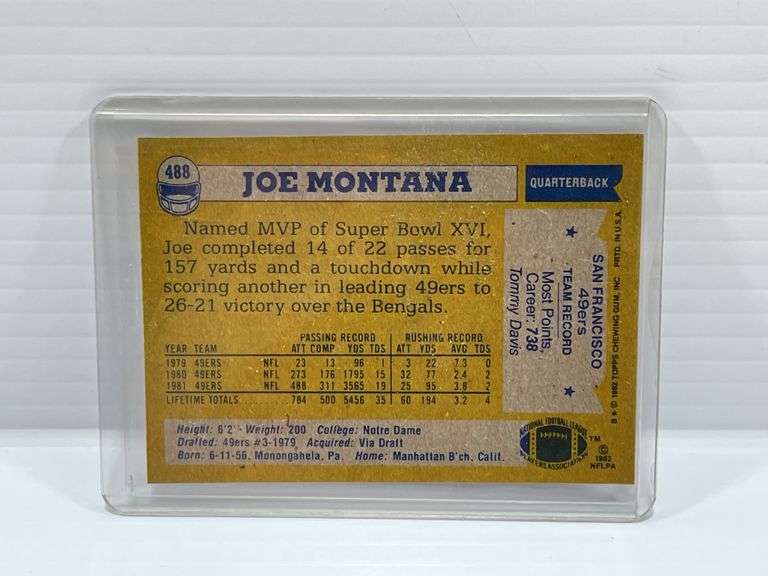 488
JOE MONTANA
QUARTERBACK
Named MVP of Super Bowl XVI,
Joe completed 14 of 22 passes for
157 yards and a touchdown while
scoring another in leading 49ers to
26-21 victory over the Bengals.
PASSING RECORD RUSHING RECORD
YEAR TEAM ATT COMP YDS TDS ATT YDS AVG TDS
1979 49ERS NFL 23 13 96 1 3 22 7.3 0
1980 49ERS NFL 273 176 1795 15 32 77 2.4 2
1981 49ERS NFL 488 311 3565 19 25 95 3.8 2
LIFETIME TOTALS..... 784 500 5456 35 60 194 3.2 4
Height: 6'2" Weight: 200 College: Notre Dame
Drafted: 49ers #3-1979 Acquired: Via Draft
Born: 6-11-56, Monongahela, Pa. Home: Manhattan B'ch. Calif.
SAN FRANCISCO
49ers
TEAM RECORD
Most Points,
Career: 738
Tommy Davis
© 1982 TOPPS CHEWING GUM, INC PRTD. IN U.S.A.
NATIONAL FOOTBALL LEAGUE
PLAYERS ASSOCIATION
TM
©
1982
NFLPA